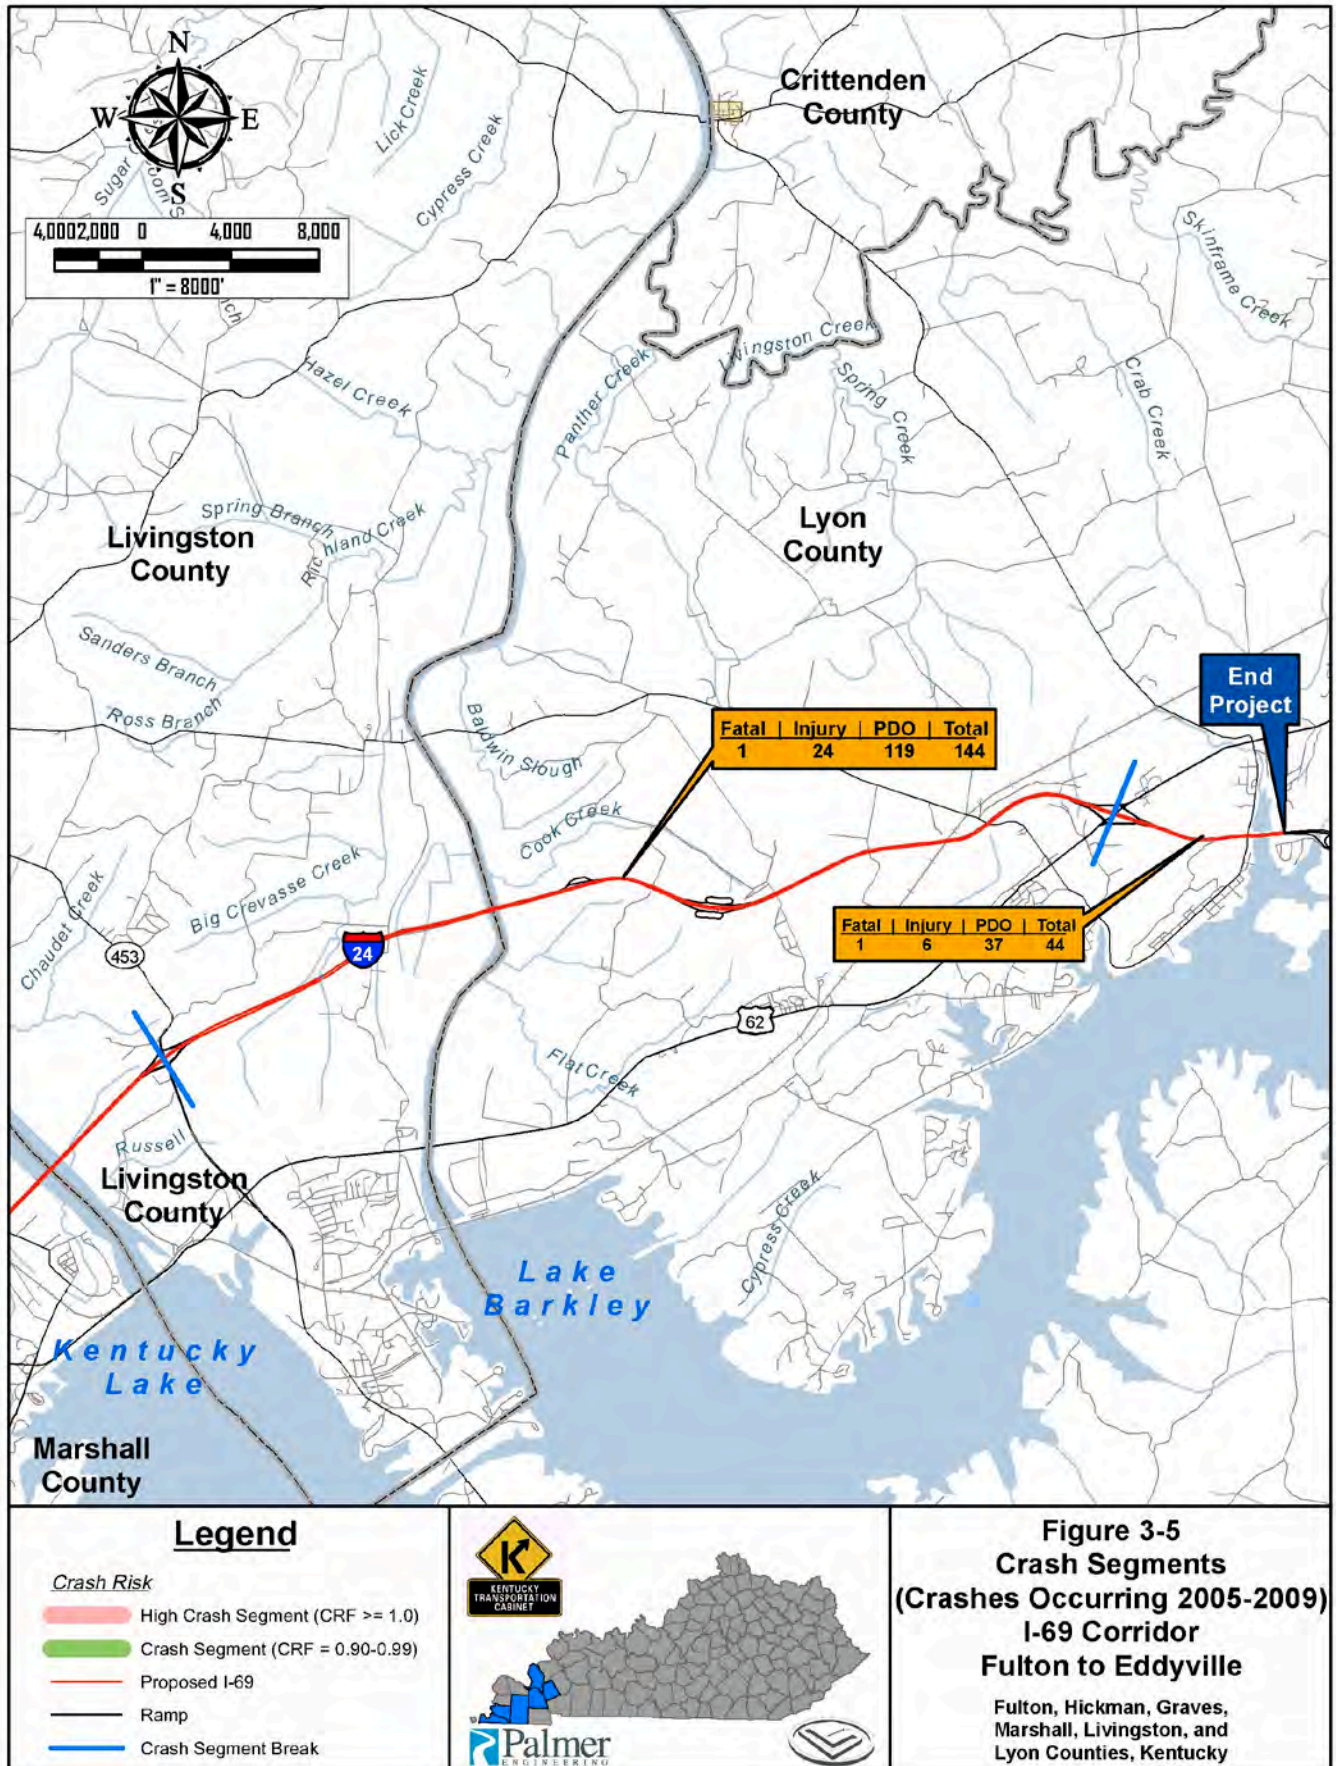 N
W
E
S
Crittenden
County
Lick Creek
Cypress Creek
Sugar
4,0002,000 0 4,000 8,000
1" = 8000'
Skinframe Creek
Livingston Creek
Hazel Creek
Panther Creek
Spring Creek
Crab Creek
Spring Branch
Livingston
County
Richland Creek
Lyon
County
Sanders Branch
Ross Branch
End
Project
Baldwin Slough
Fatal | Injury | PDO | Total
1 24 119 144
Cook Creek
Big Crevasse Creek
Chaudet Creek
453
24
Fatal | Injury | PDO | Total
1 6 37 44
62
Flat Creek
Russell
Livingston
County
Cypress Creek
Lake
Barkley
Kentucky
Lake
Marshall
County
Legend
Crash Risk
High Crash Segment (CRF >= 1.0)
Crash Segment (CRF = 0.90-0.99)
Proposed I-69
Ramp
Crash Segment Break
KENTUCKY
TRANSPORTATION
CABINET
Palmer
ENGINEERING
Figure 3-5
Crash Segments
(Crashes Occurring 2005-2009)
I-69 Corridor
Fulton to Eddyville
Fulton, Hickman, Graves,
Marshall, Livingston, and
Lyon Counties, Kentucky